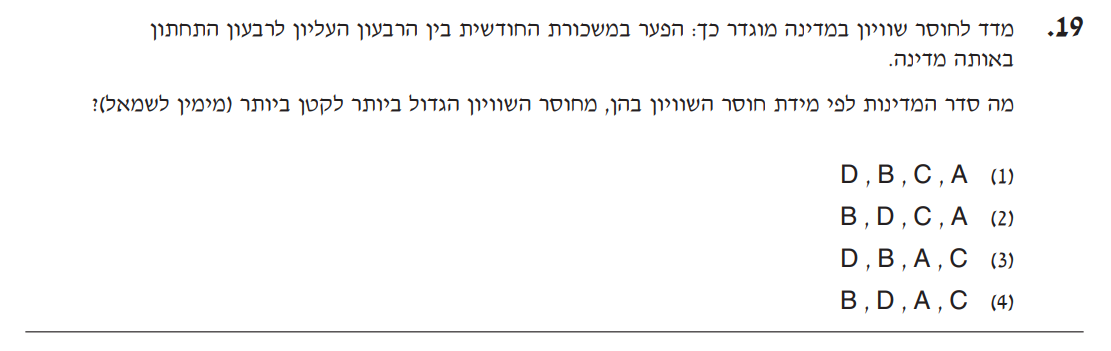 19. מדד לחוסר שוויון במדינה מוגדר כך: הפער במשכורת החודשית בין הרבעון העליון לרבעון התחתון
באותה מדינה.
מה סדר המדינות לפי מידת חוסר השוויון בהן, מחוסר השוויון הגדול ביותר לקטן ביותר (מימין לשמאל)?
(1) D , B , C , A
(2) B , D , C , A
(3) D , B , A , C
(4) B , D , A , C